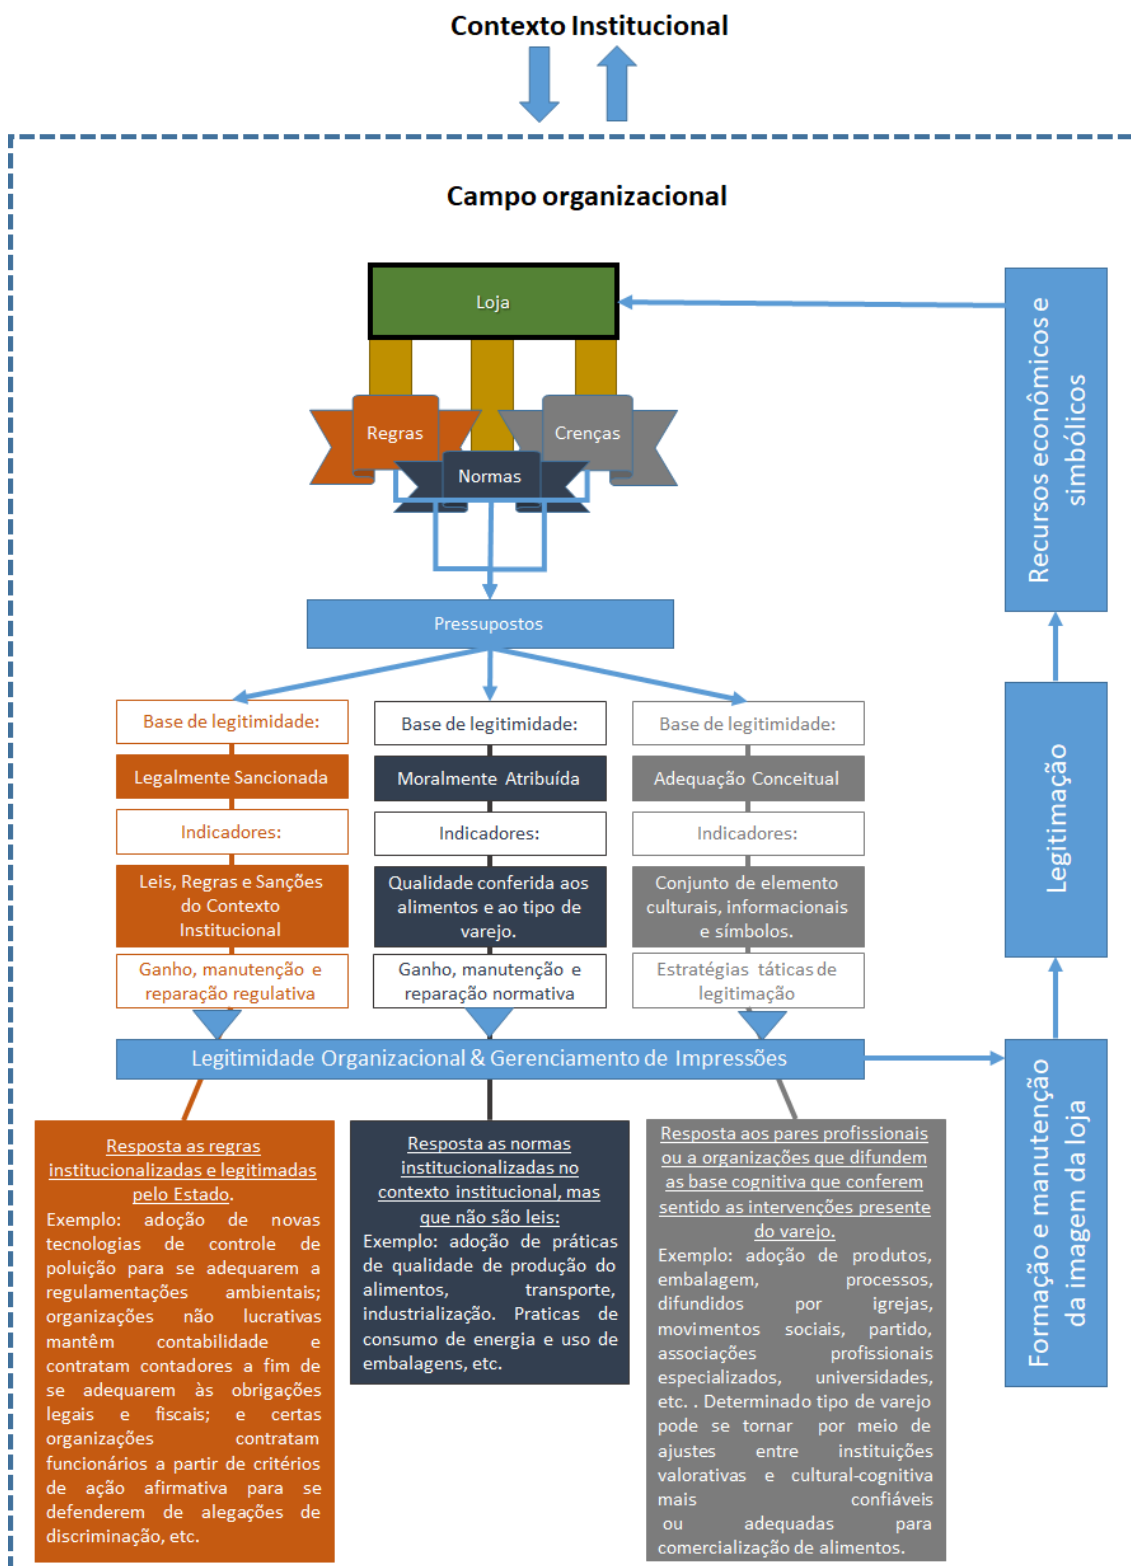 Contexto Institucional
Campo organizacional
Loja
Regras
Crenças
Normas
Pressupostos
Base de legitimidade:
Legalmente Sancionada
Indicadores:
Leis, Regras e Sanções
do Contexto
Institucional
Ganho, manutenção e
reparação regulativa
Base de legitimidade:
Moralmente Atribuída
Indicadores:
Qualidade conferida aos
alimentos e ao tipo de
varejo.
Ganho, manutenção e
reparação normativa
Base de legitimidade:
Adequação Conceitual
Indicadores:
Conjunto de elemento
culturais, informacionais
e símbolos.
Estratégias táticas de
legitimação
Legitimidade Organizacional & Gerenciamento de Impressões
Resposta as regras
institucionalizadas e legitimadas
pelo Estado.
Exemplo: adoção de novas
tecnologias de controle de
poluição para se adequarem a
regulamentações ambientais;
organizações não lucrativas
mantêm contabilidade e
contratam contadores a fim de
se adequarem às obrigações
legais e fiscais; e certas
organizações contratam
funcionários a partir de critérios
de ação afirmativa para se
defenderem de alegações de
discriminação, etc.
Resposta as normas
institucionalizadas no
contexto institucional, mas
que não são leis:
Exemplo: adoção de práticas
de qualidade de produção do
alimentos, transporte,
industrialização. Praticas de
consumo de energia e uso de
embalagens, etc.
Resposta aos pares profissionais
ou a organizações que difundem
as base cognitiva que conferem
sentido as intervenções presente
do varejo.
Exemplo: adoção de produtos,
embalagem, processos,
difundidos por igrejas,
movimentos sociais, partido,
associações profissionais
especializados, universidades,
etc. . Determinado tipo de varejo
pode se tornar por meio de
ajustes entre instituições
valorativas e cultural-cognitiva
mais confiáveis
ou adequadas para
comercialização de alimentos.
Formação e manutenção
da imagem da loja
Legitimação
Recursos econômicos e
simbólicos